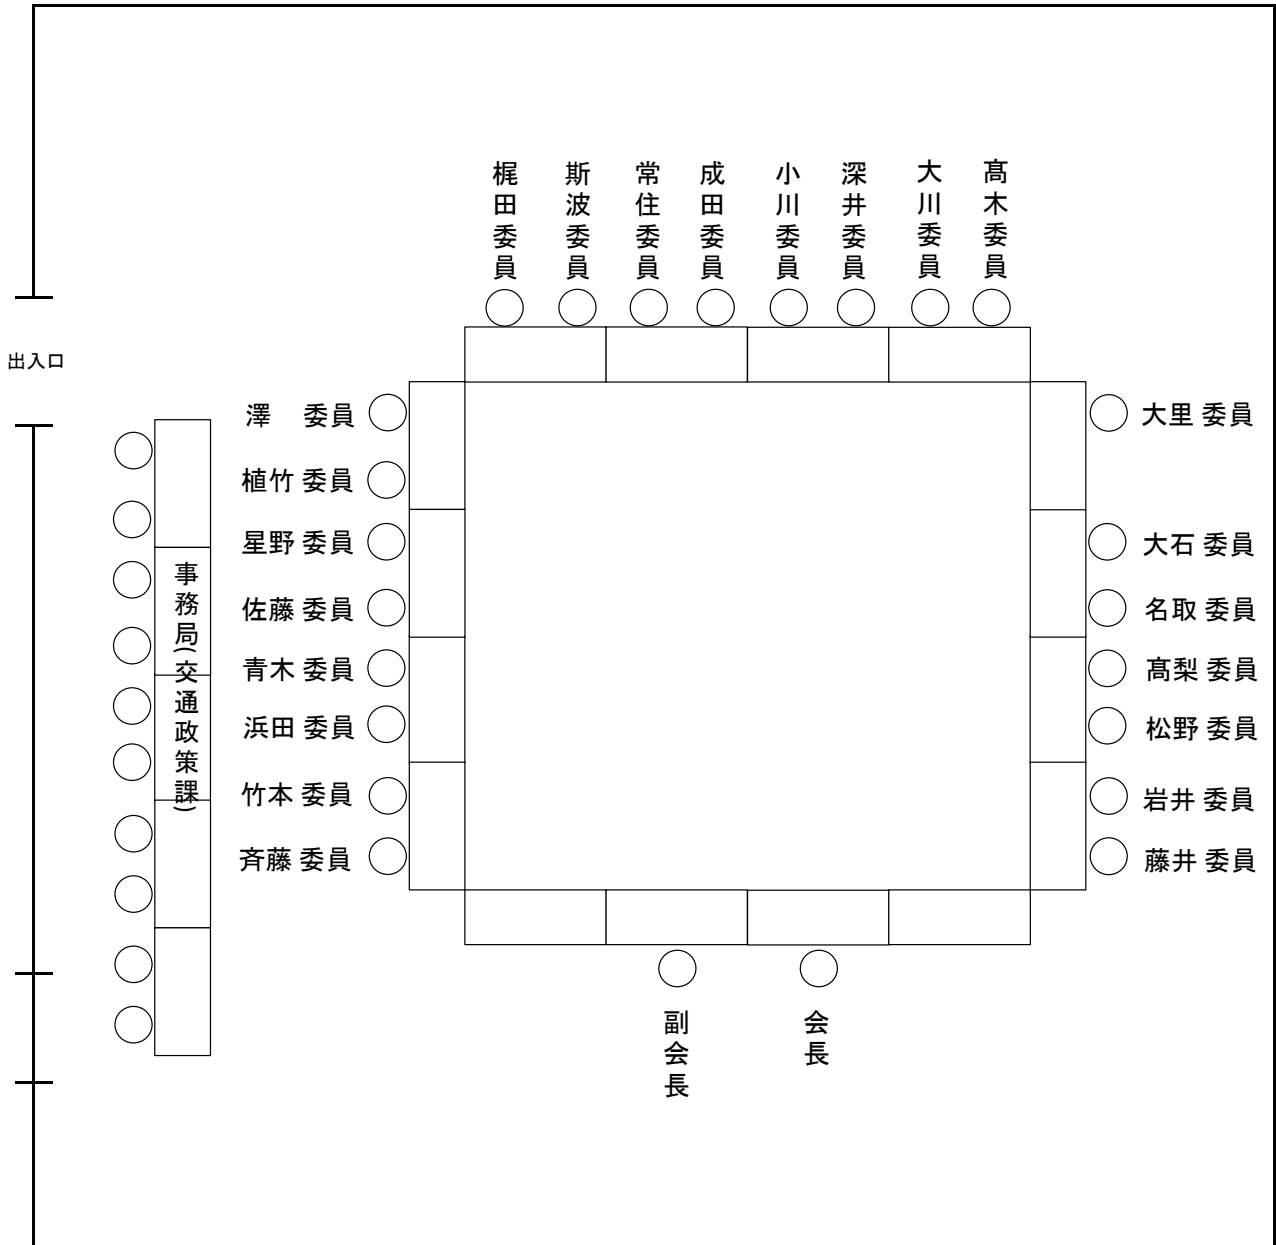 梶田委員
斯波委員
常住委員
成田委員
小川委員
深井委員
大川委員
髙木委員
出入口
澤　委員
植竹 委員
星野 委員
佐藤 委員
青木 委員
浜田 委員
竹本 委員
斉藤 委員
事務局(交通政策課)
大里 委員
大石 委員
名取 委員
髙梨 委員
松野 委員
岩井 委員
藤井 委員
副会長
会長